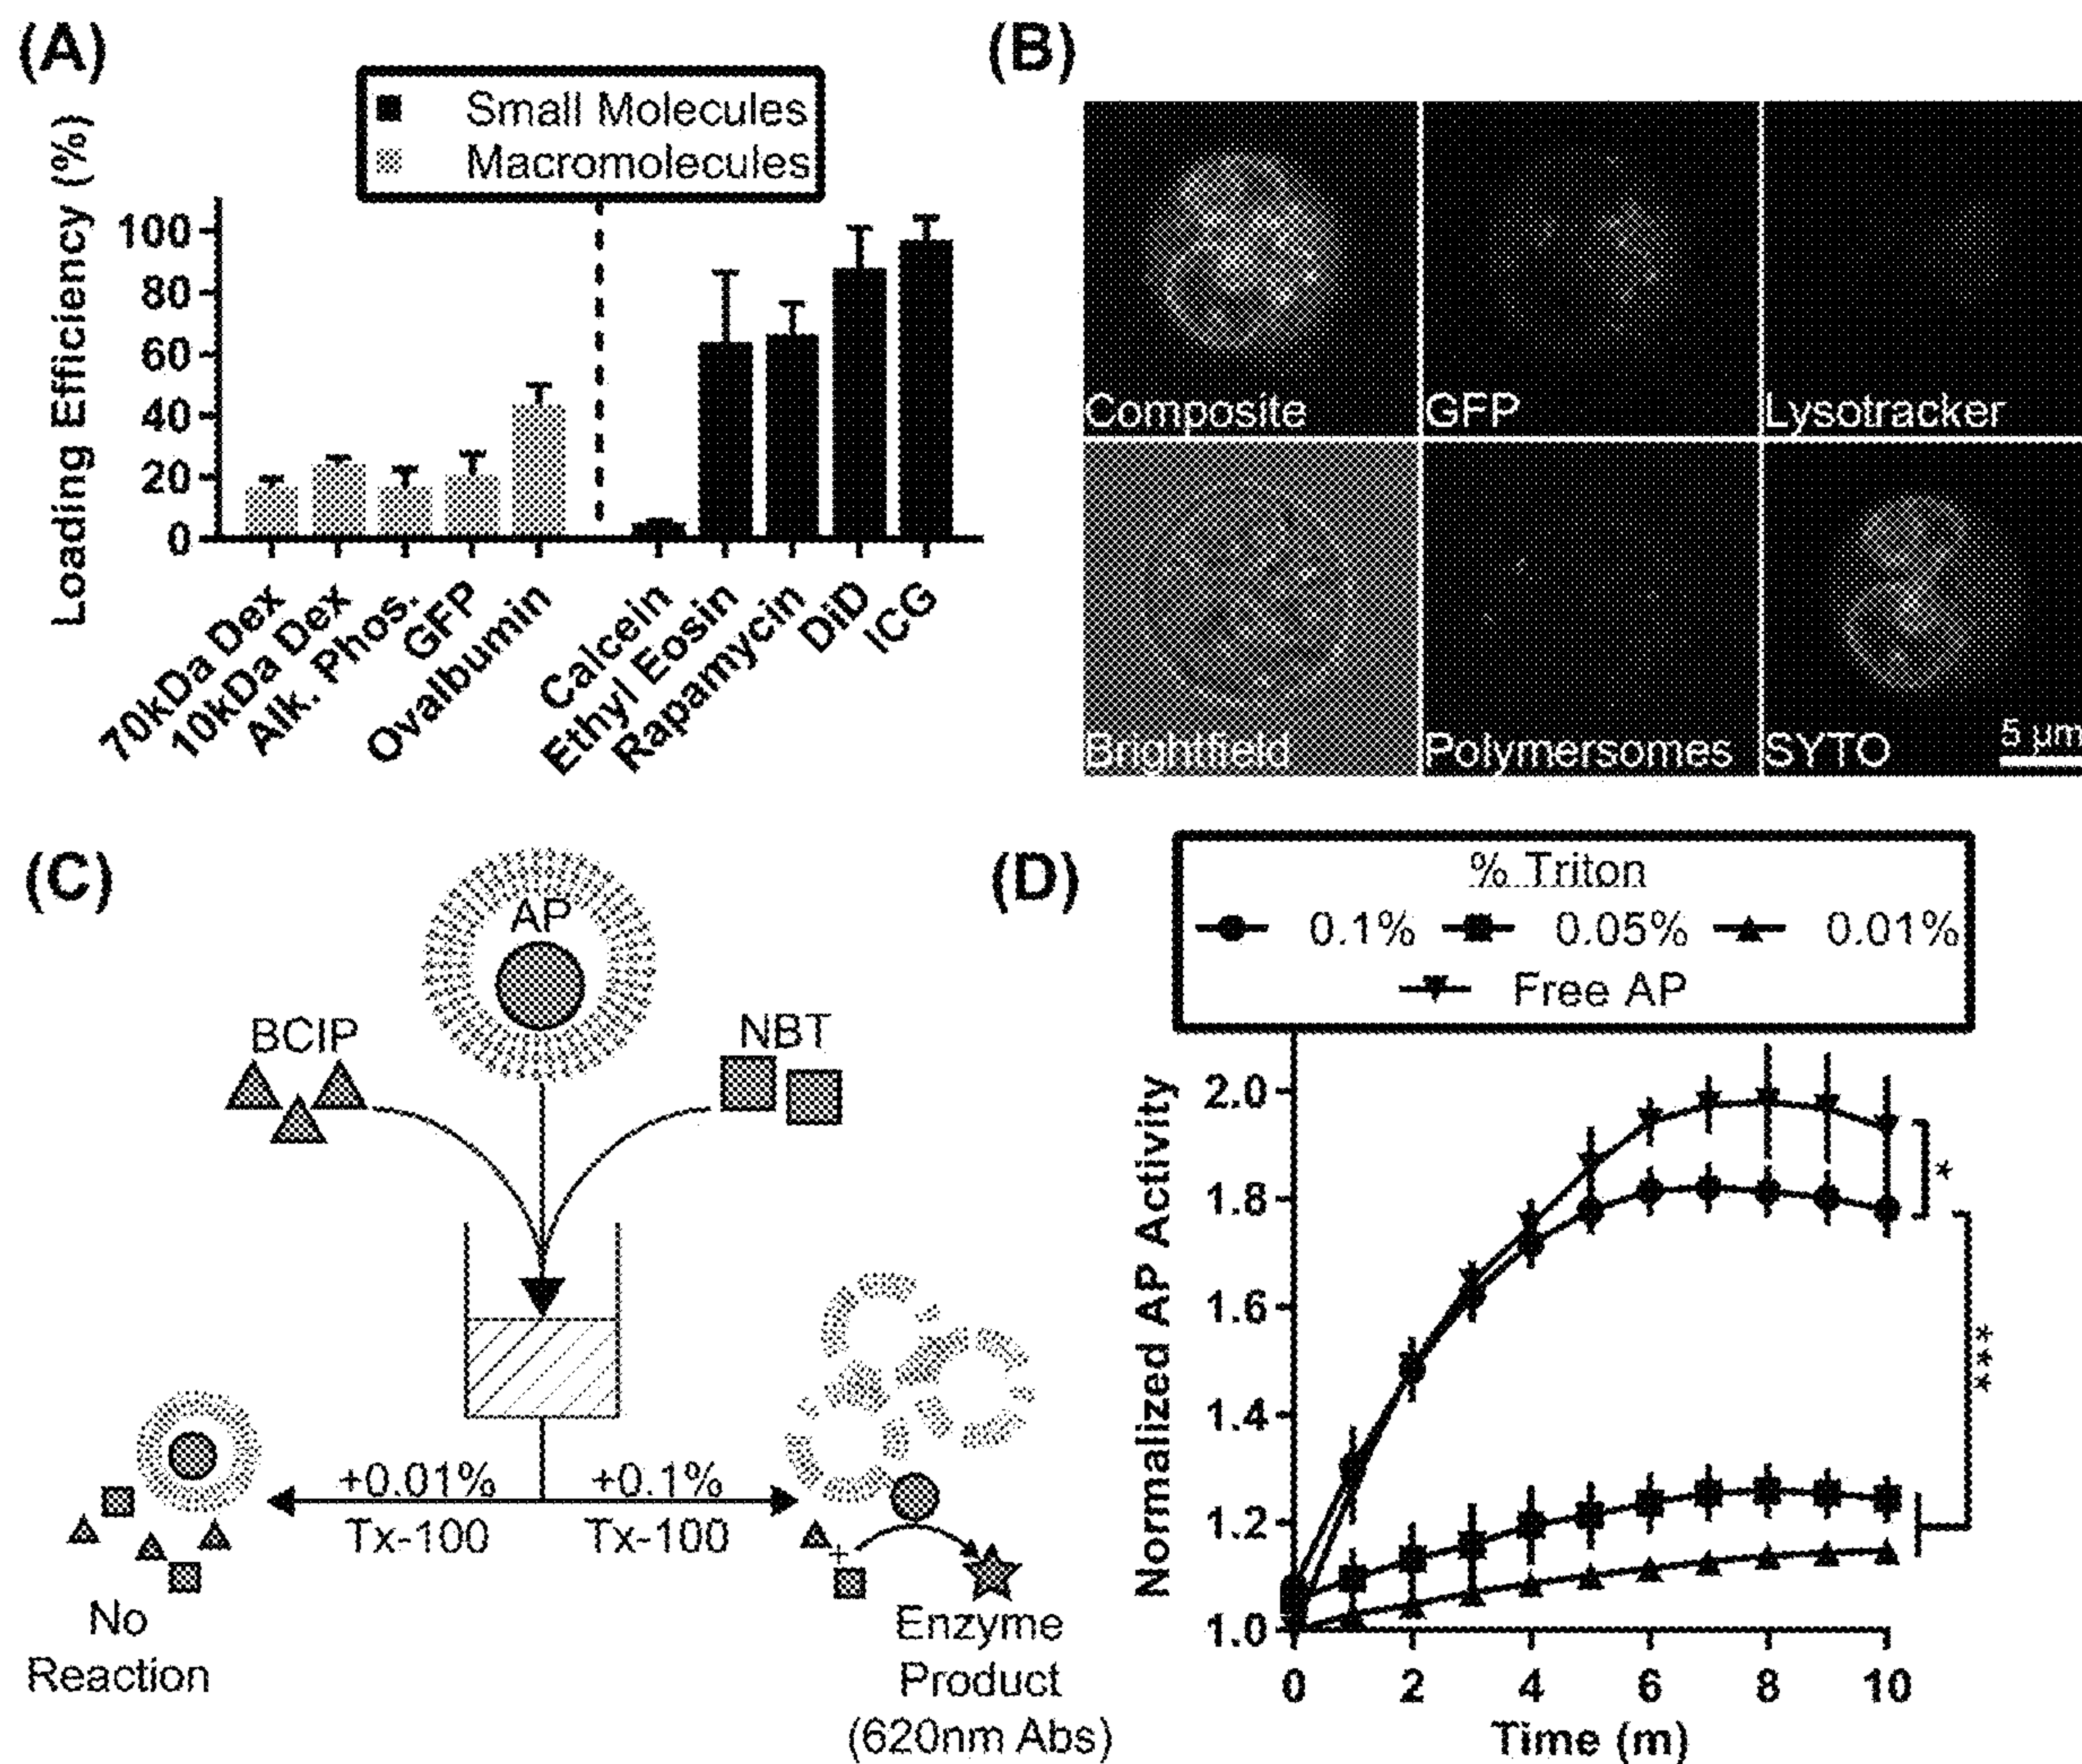 (A)
Small Molecules
Macromolecules
Loading Efficiency (%)
100
80
60
40
20
0
70kDa Dex
10kDa Dex
Alk. Phos.
GFP
Ovalbumin
Calcein
Ethyl Eosin
Rapamycin
DiD
ICG
(B)
Composite
GFP
Lysotracker
Brightfield
Polymersomes
SYTO
5 μm
(C)
AP
BCIP
NBT
+0.01%
Tx-100
+0.1%
Tx-100
+
No
Reaction
Enzyme
Product
(620nm Abs)
(D)
% Triton
0.1% 0.05% 0.01%
Free AP
Normalized AP Activity
2.0
1.8
1.6
1.4
1.2
1.0
*
***
0 2 4 6 8 10
Time (m)